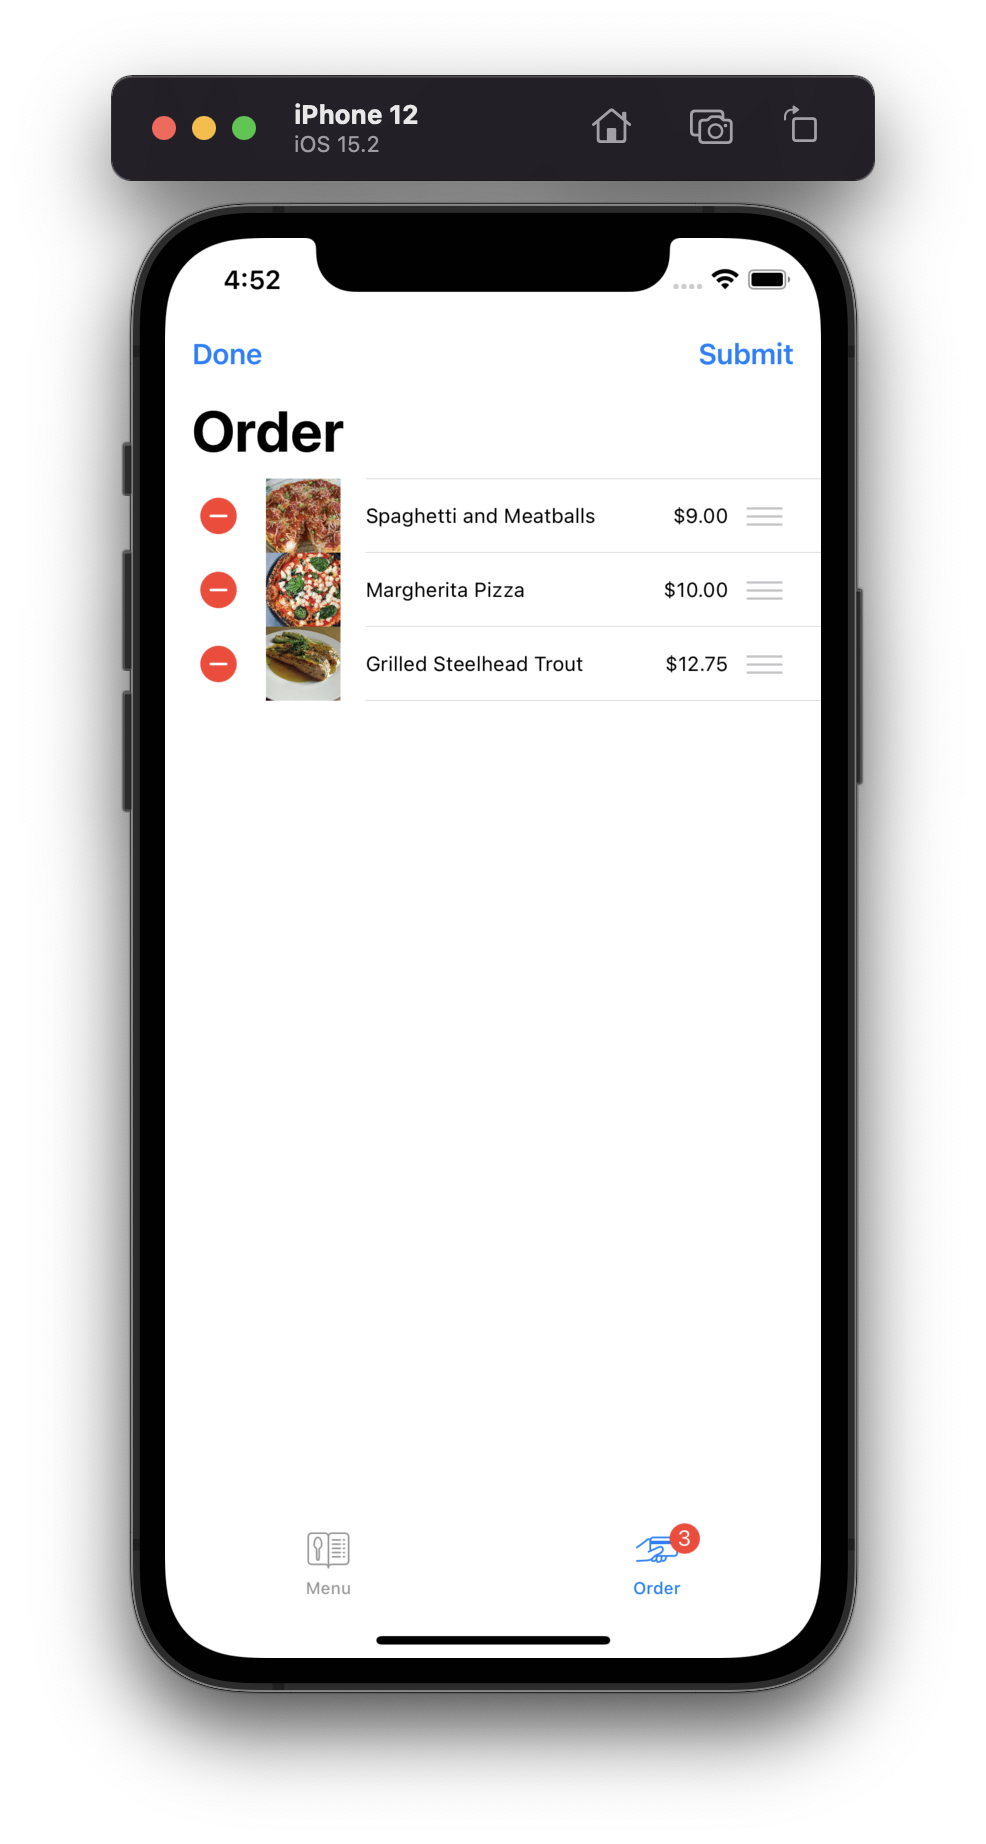 iPhone 12
iOS 15.2
4:52
Done
Submit
Order
Spaghetti and Meatballs $9.00
Margherita Pizza $10.00
Grilled Steelhead Trout $12.75
3
Menu
Order